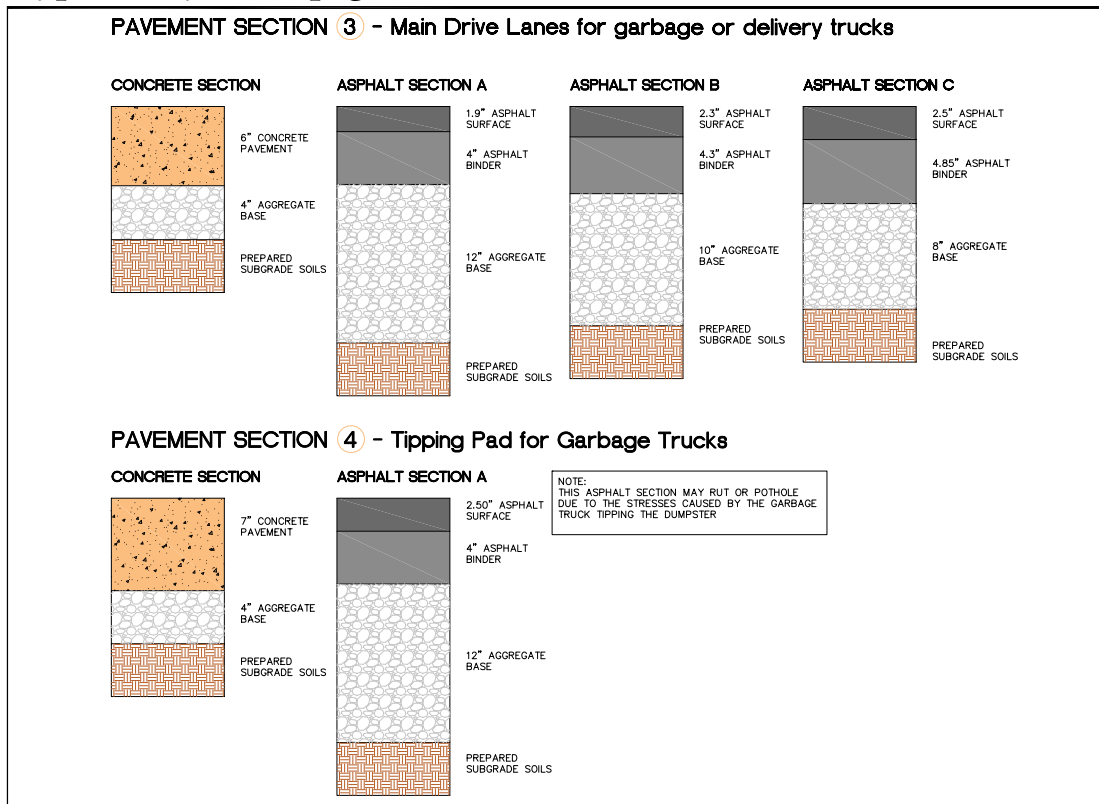 PAVEMENT SECTION 3 - Main Drive Lanes for garbage or delivery trucks
CONCRETE SECTION
6" CONCRETE
PAVEMENT
4" AGGREGATE
BASE
PREPARED
SUBGRADE SOILS
ASPHALT SECTION A
1.9" ASPHALT
SURFACE
4" ASPHALT
BINDER
12" AGGREGATE
BASE
PREPARED
SUBGRADE SOILS
ASPHALT SECTION B
2.3" ASPHALT
SURFACE
4.3" ASPHALT
BINDER
10" AGGREGATE
BASE
PREPARED
SUBGRADE SOILS
ASPHALT SECTION C
2.5" ASPHALT
SURFACE
4.85" ASPHALT
BINDER
8" AGGREGATE
BASE
PREPARED
SUBGRADE SOILS
PAVEMENT SECTION 4 - Tipping Pad for Garbage Trucks
CONCRETE SECTION
7" CONCRETE
PAVEMENT
4" AGGREGATE
BASE
PREPARED
SUBGRADE SOILS
ASPHALT SECTION A
2.50" ASPHALT
SURFACE
4" ASPHALT
BINDER
12" AGGREGATE
BASE
PREPARED
SUBGRADE SOILS
NOTE:
THIS ASPHALT SECTION MAY RUT OR POTHOLE
DUE TO THE STRESSES CAUSED BY THE GARBAGE
TRUCK TIPPING THE DUMPSTER